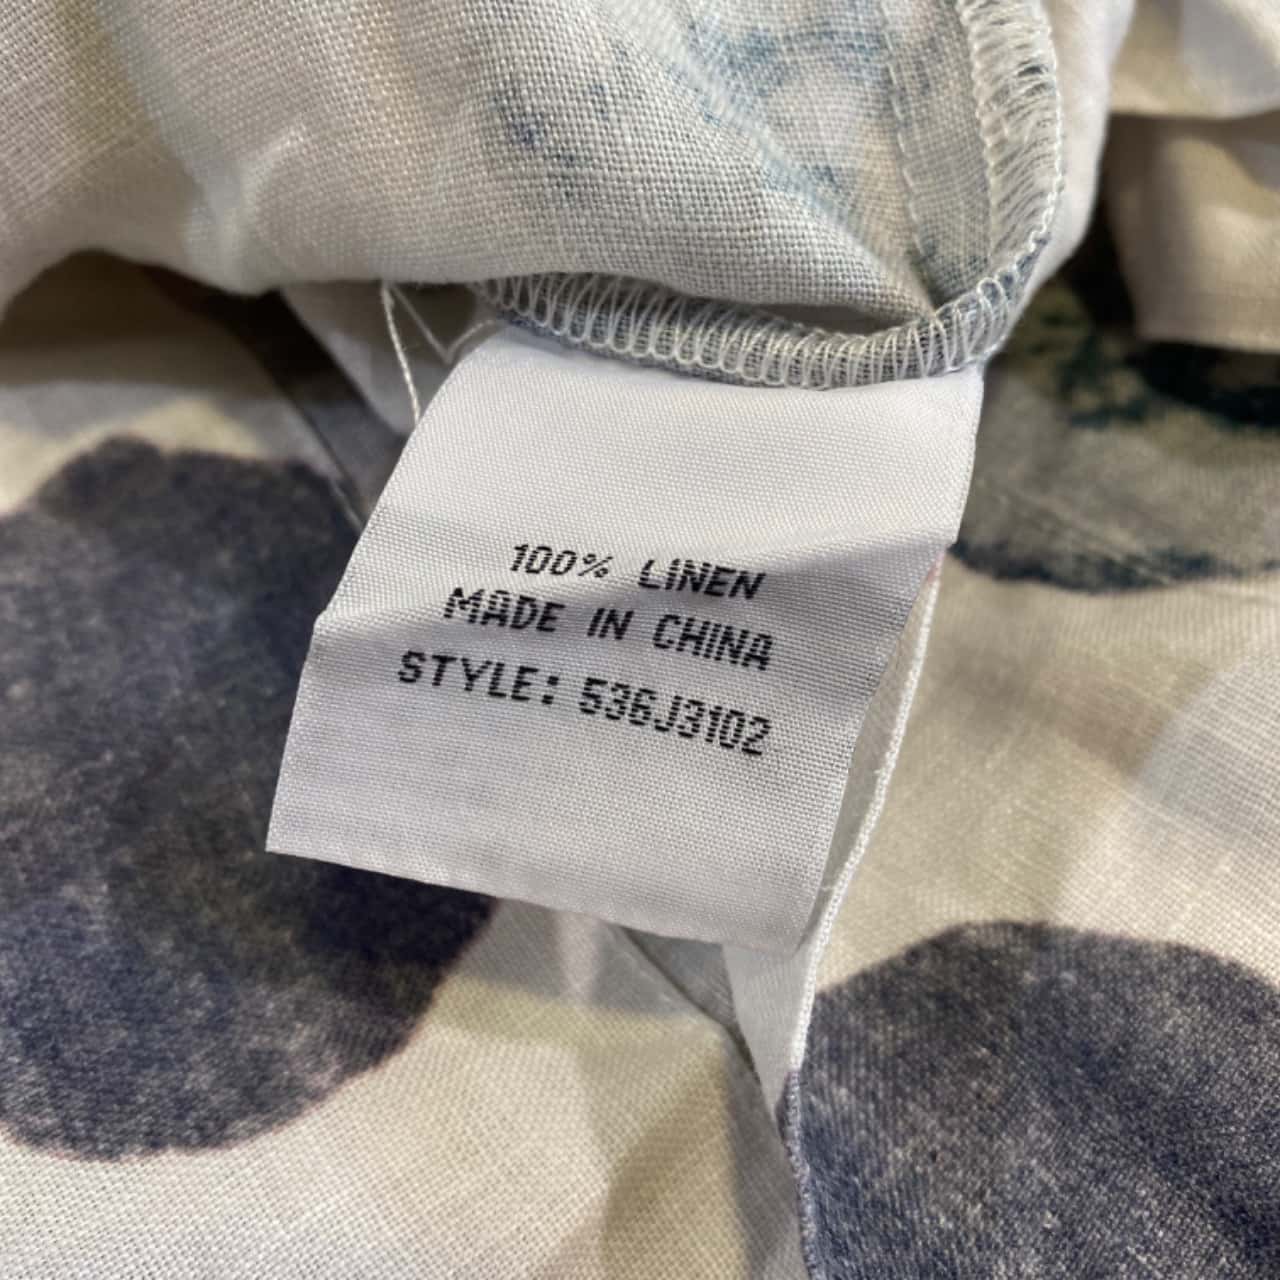 100% LINEN
MADE IN CHINA
STYLE: 536J3102